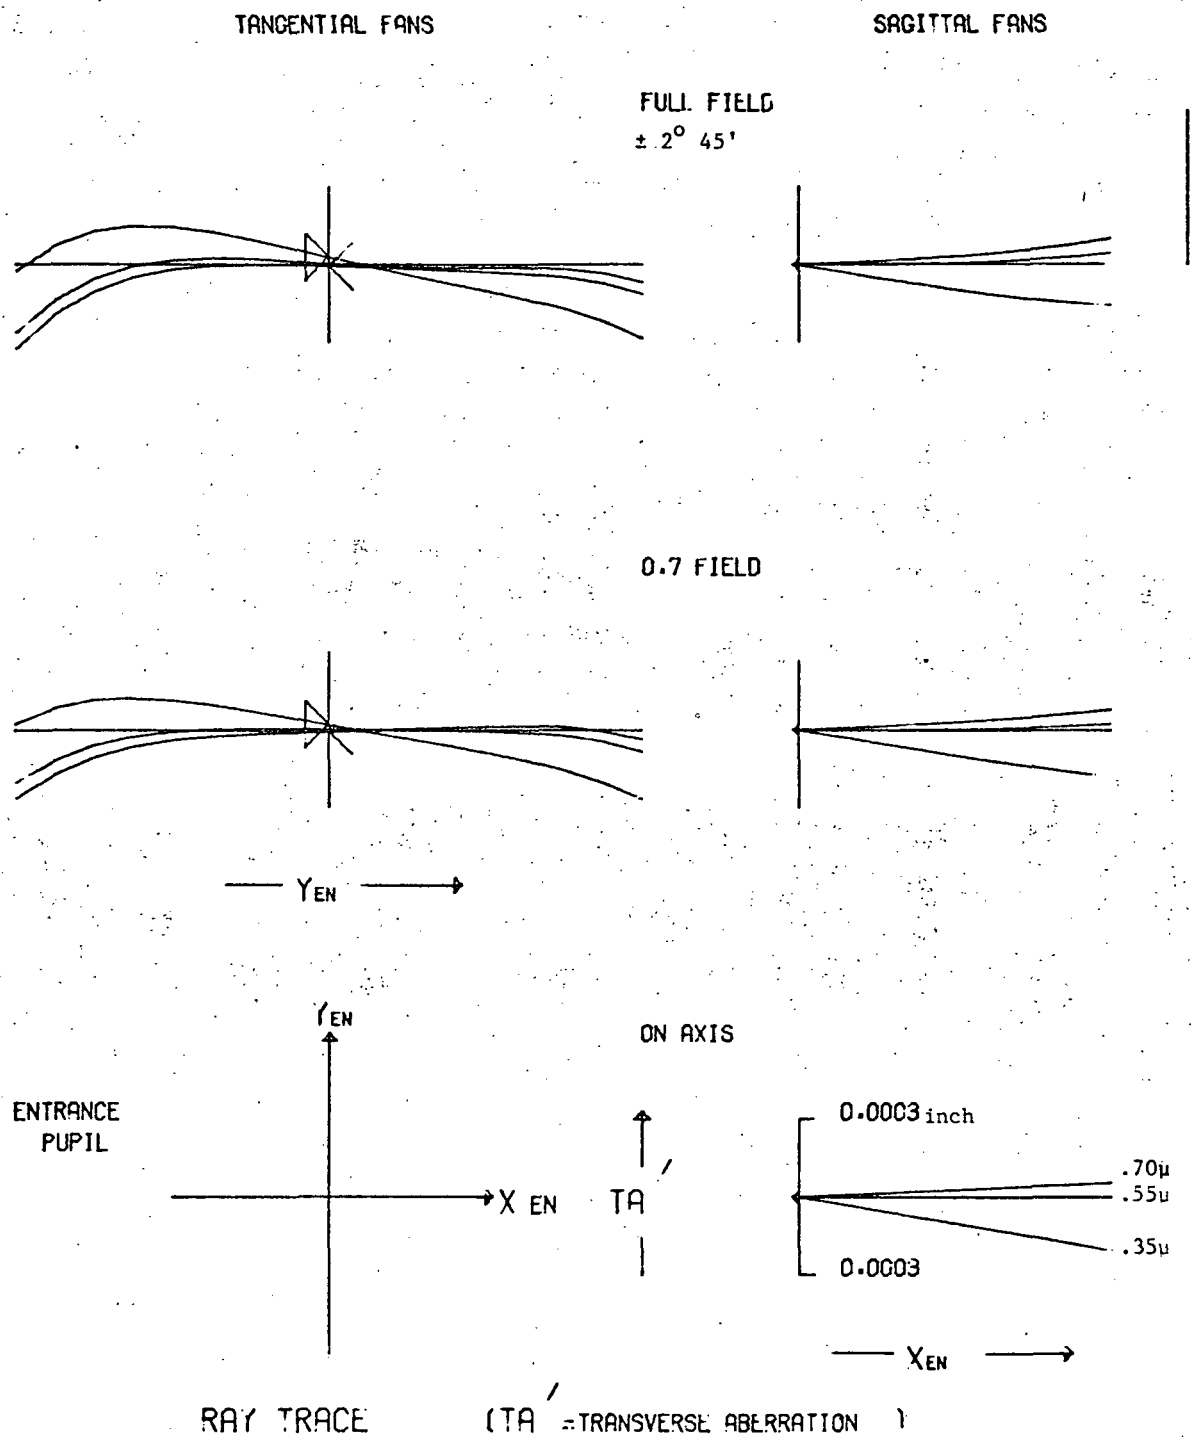 TANGENTIAL FANS
SAGITTAL FANS
FULL FIELD
± 2° 45'
0.7 FIELD
YEN
YEN
ON AXIS
ENTRANCE
PUPIL
X EN
TA'
0.0003 inch
.70µ
.55u
.35µ
0.0003
XEN
RAY TRACE (TA' =TRANSVERSE ABERRATION )